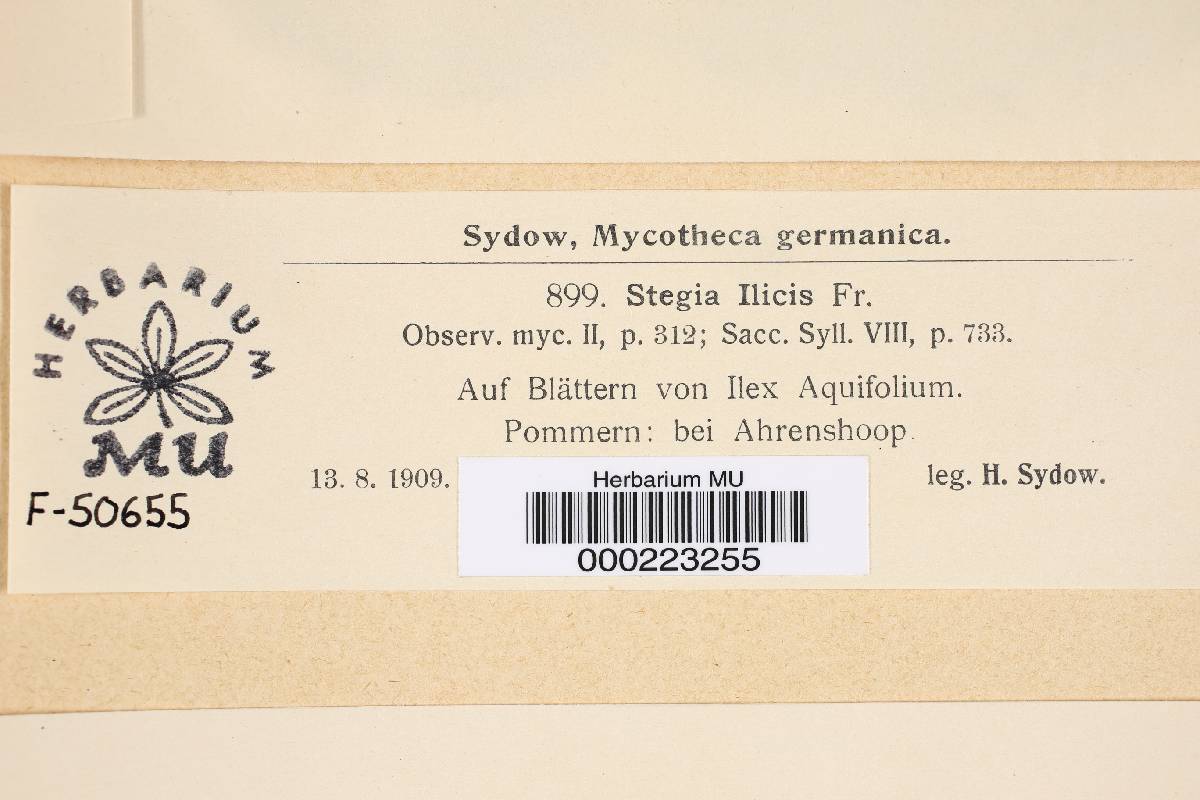 Sydow, Mycotheca germanica.
899. Stegia Ilicis Fr.
Observ. myc. II, p. 312; Sacc. Syll. VIII, p. 733.
Auf Blättern von Ilex Aquifolium.
Pommern: bei Ahrenshoop.
13. 8. 1909.
leg. H. Sydow.
HERBARIUM
MU
F-50655
Herbarium MU
000223255